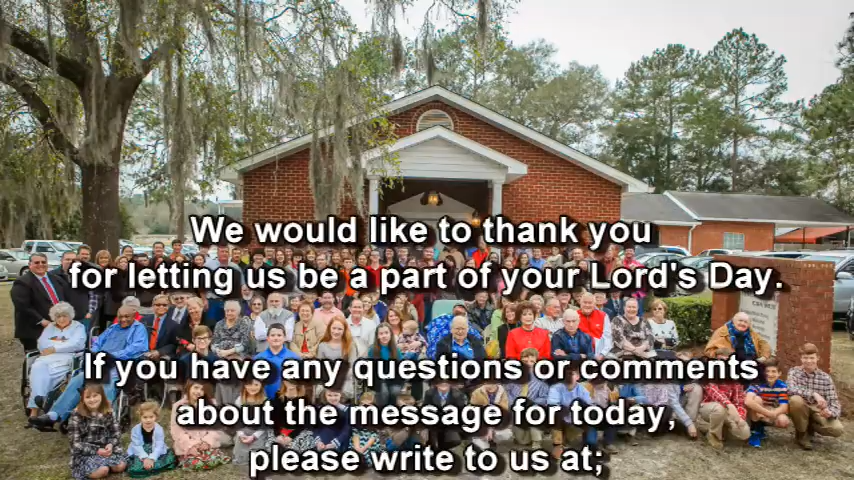 We would like to thank you
for letting us be a part of your Lord's Day.
If you have any questions or comments
about the message for today,
please write to us at;